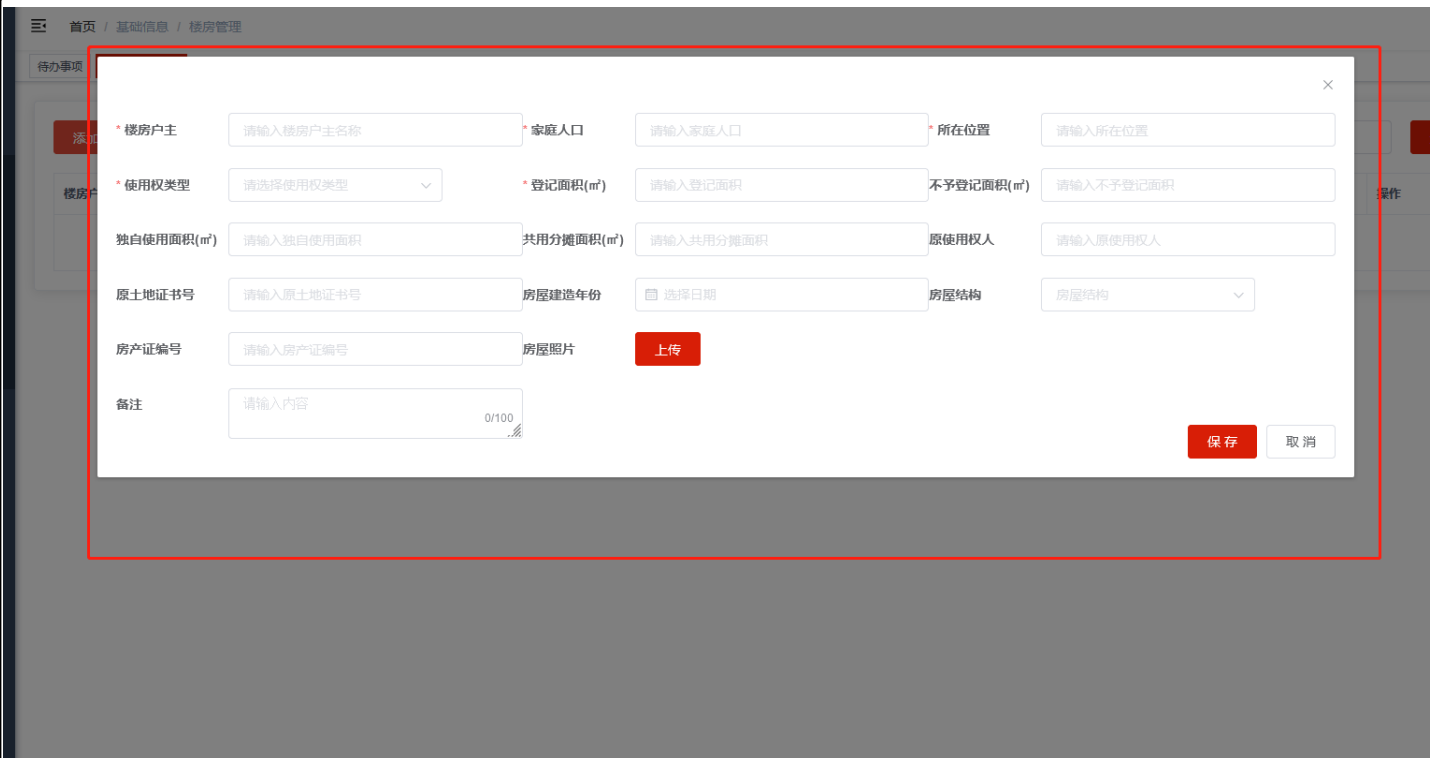 首页 / 基础信息 / 楼房管理
待办事项
添加
* 楼房户主 请输入楼房户主名称 * 家庭人口 请输入家庭人口 * 所在位置 请输入所在位置
* 使用权类型 请选择使用权类型 * 登记面积(㎡) 请输入登记面积 不予登记面积(㎡) 请输入不予登记面积
楼房户 操作
独自使用面积(㎡) 请输入独自使用面积 共用分摊面积(㎡) 请输入共用分摊面积 原使用权人 请输入原使用权人
原土地证书号 请输入原土地证书号 房屋建造年份 选择日期 房屋结构 房屋结构
房产证编号 请输入房产证编号 房屋照片 上传
备注 请输入内容 0/100
保存 取消